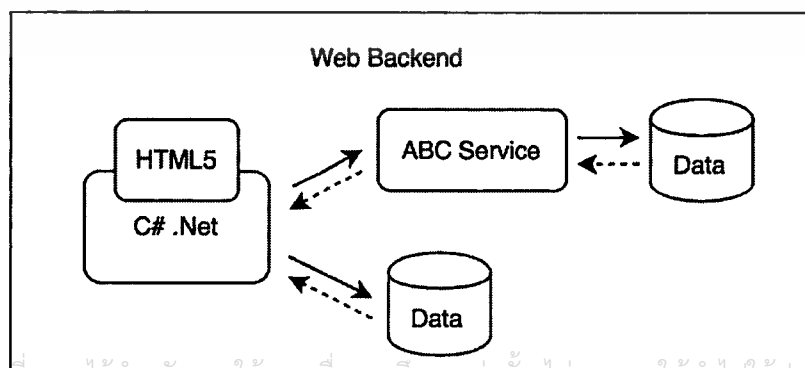 Web Backend
HTML5
C# .Net
ABC Service
Data
Data